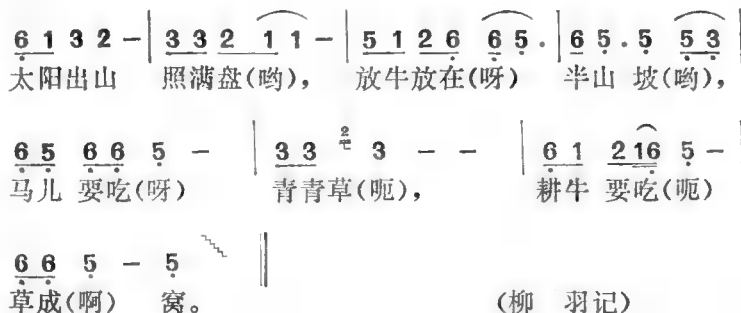 6 1 3 2 - | 3 3 2 1 1 - | 5 1 2 6 6 5 . | 6 5 . 5 5 3 |
太阳出山 照满盘(哟), 放牛放在(呀) 半山 坡(哟),
6 5 6 6 5 - | 3 3 2 3 - - | 6 1 2 1 6 5 - |
马儿 要吃(呀) 青青草(呃), 耕牛 要吃(呃)
6 6 5 - 5 ‖
草成(啊) 窝。 (柳 羽记)